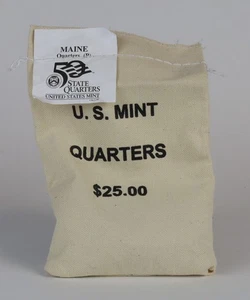 MAINE
Quarters (P)
50
STATE
QUARTERS
UNITED STATES MINT
U. S. MINT
QUARTERS
$25.00